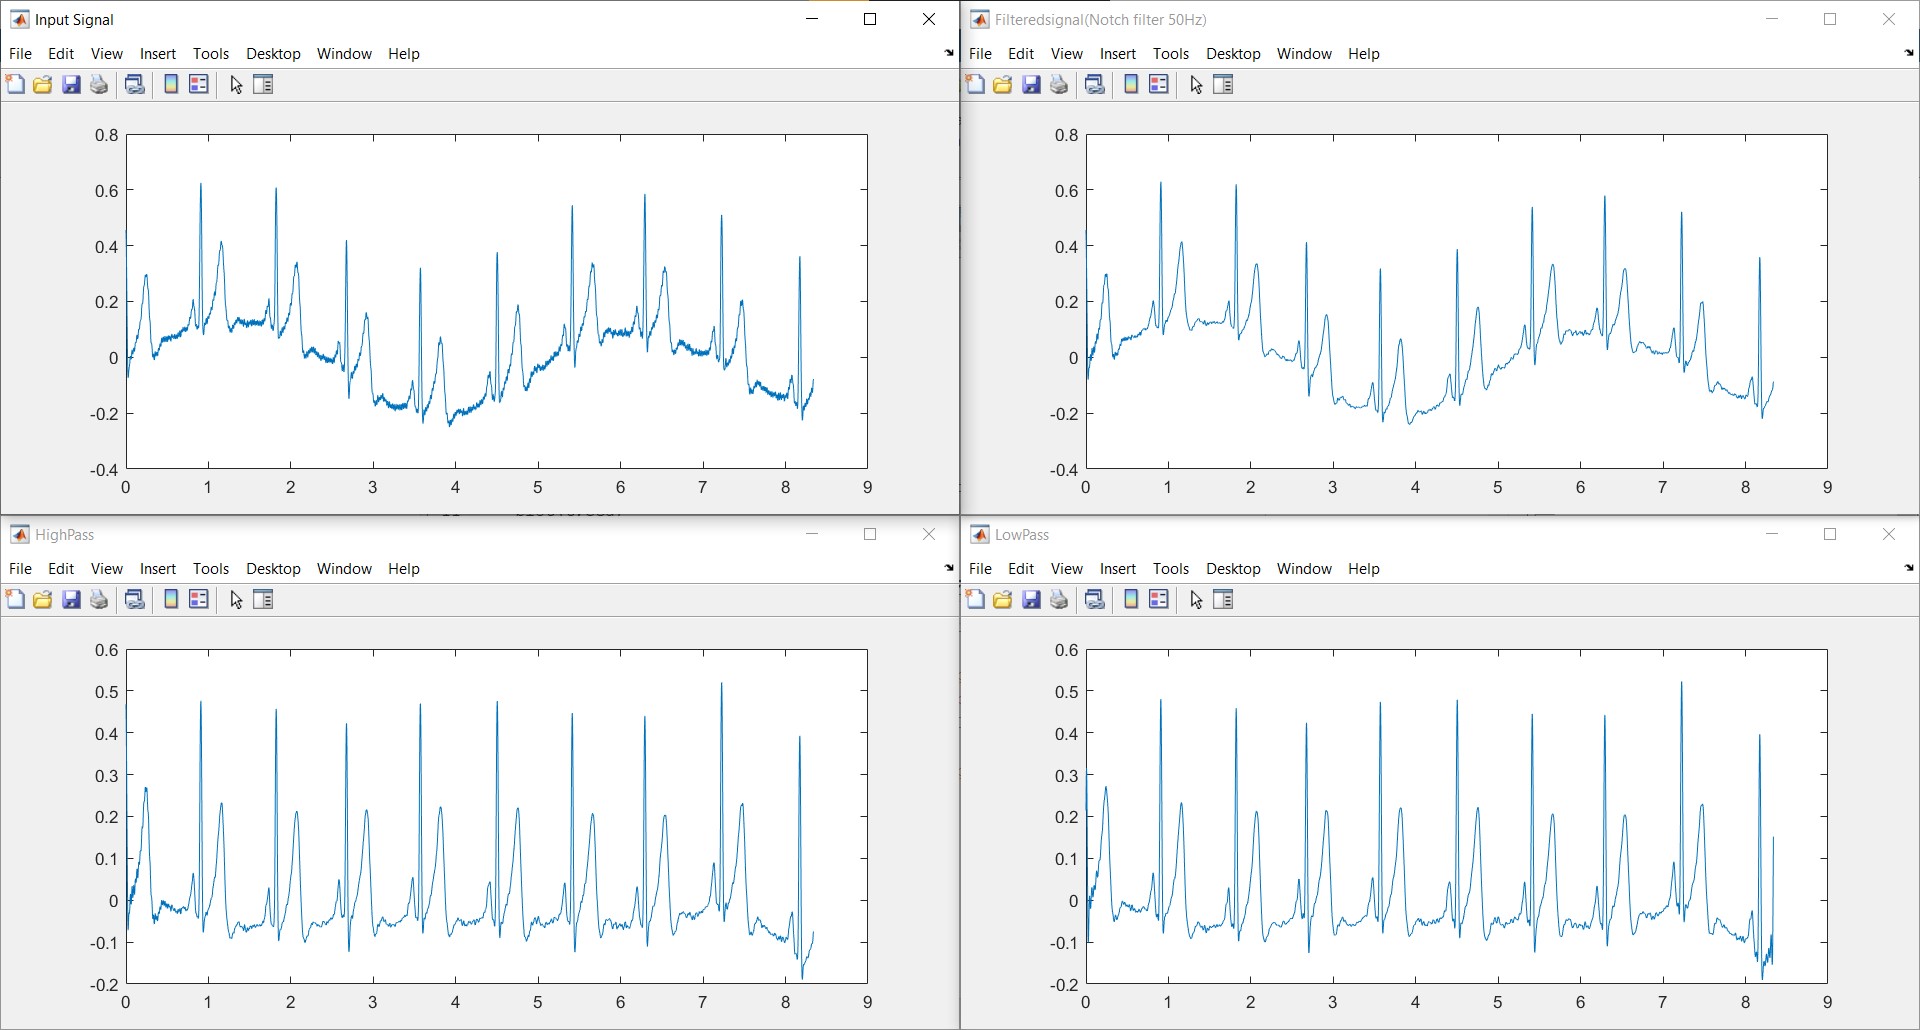 Input Signal
File Edit View Insert Tools Desktop Window Help
0.8
0.6
0.4
0.2
0
-0.2
-0.4
0 1 2 3 4 5 6 7 8 9
Filteredsignal(Notch filter 50Hz)
File Edit View Insert Tools Desktop Window Help
0.8
0.6
0.4
0.2
0
-0.2
-0.4
0 1 2 3 4 5 6 7 8 9
HighPass
File Edit View Insert Tools Desktop Window Help
0.6
0.5
0.4
0.3
0.2
0.1
0
-0.1
-0.2
0 1 2 3 4 5 6 7 8 9
LowPass
File Edit View Insert Tools Desktop Window Help
0.6
0.5
0.4
0.3
0.2
0.1
0
-0.1
-0.2
0 1 2 3 4 5 6 7 8 9